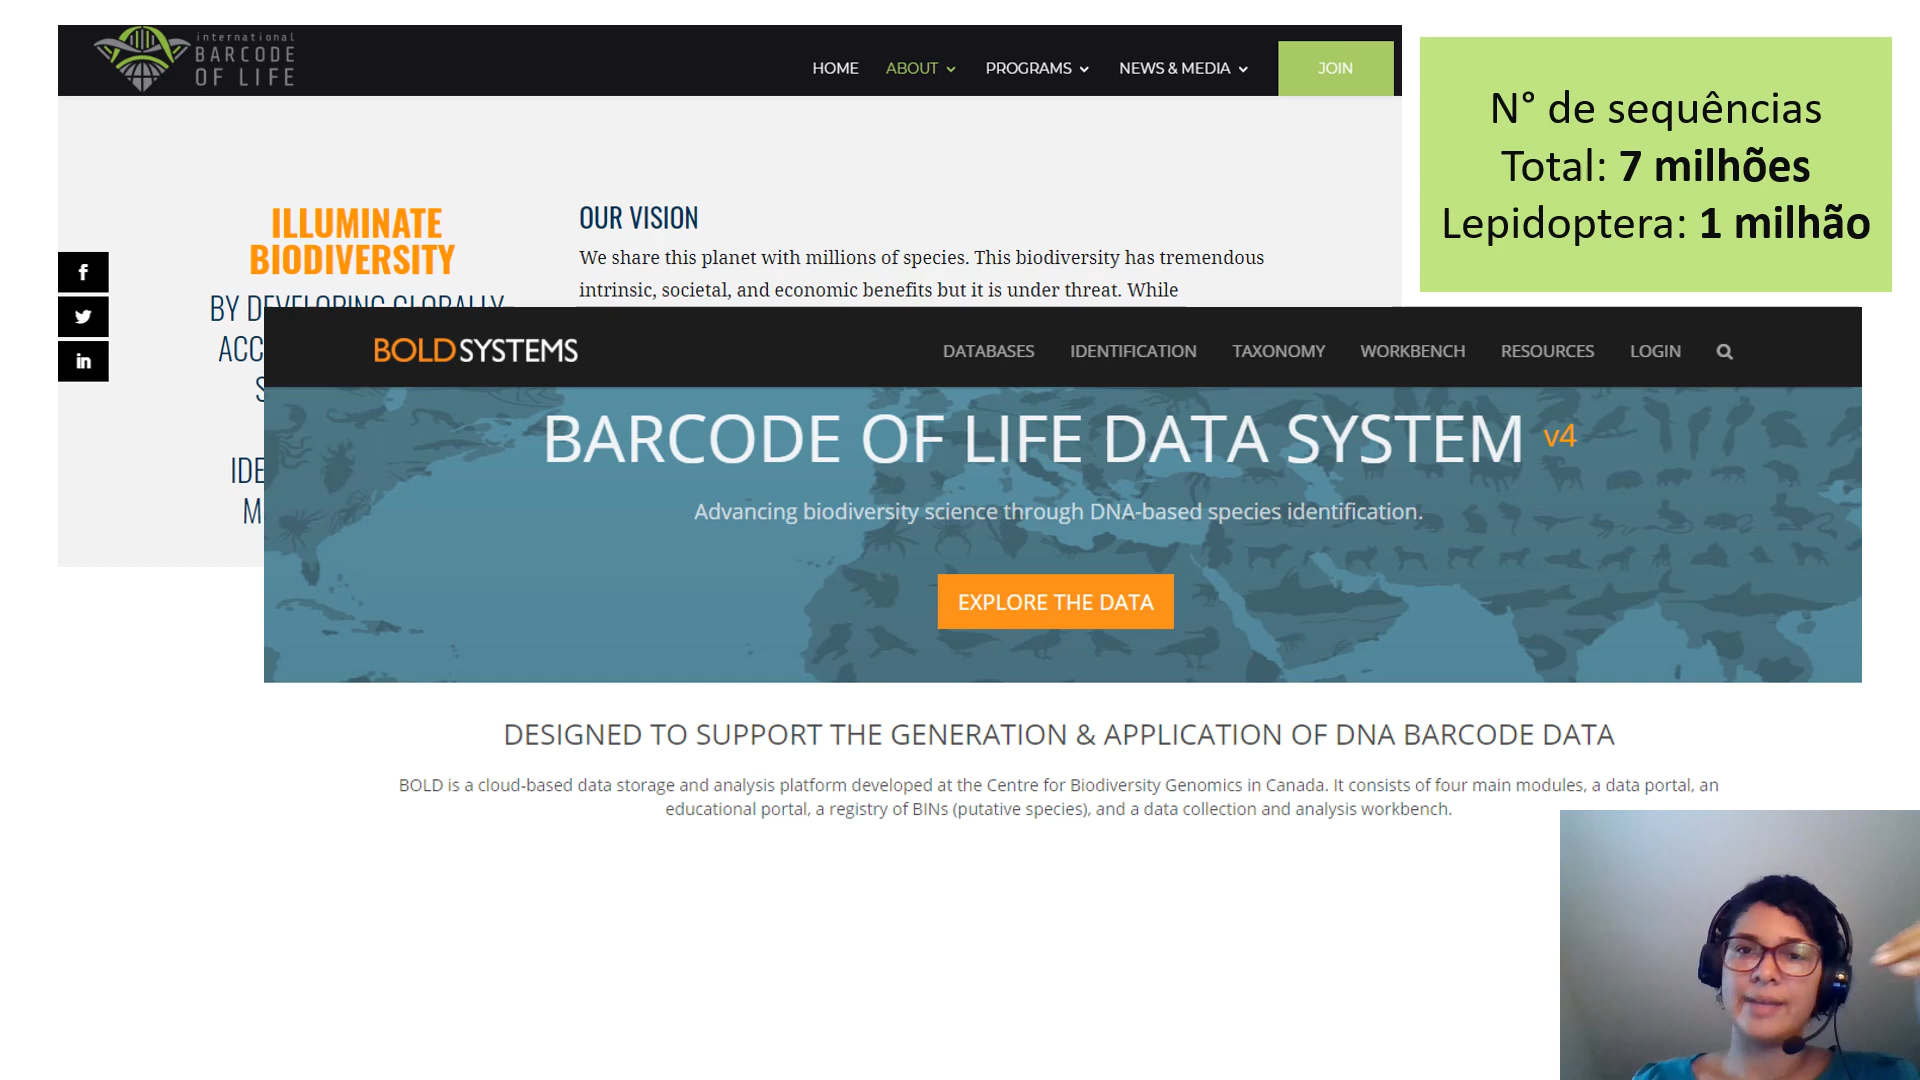 international
BARCODE
OF LIFE
HOME
ABOUT
PROGRAMS
NEWS & MEDIA
JOIN
N° de sequências
Total: 7 milhões
Lepidoptera: 1 milhão
ILLUMINATE
BIODIVERSITY
BY DEVELOPING GLOBALLY
OUR VISION
We share this planet with millions of species. This biodiversity has tremendous
intrinsic, societal, and economic benefits but it is under threat. While
f
in
BOLDSYSTEMS
DATABASES
IDENTIFICATION
TAXONOMY
WORKBENCH
RESOURCES
LOGIN
BARCODE OF LIFE DATA SYSTEM v4
Advancing biodiversity science through DNA-based species identification.
EXPLORE THE DATA
DESIGNED TO SUPPORT THE GENERATION & APPLICATION OF DNA BARCODE DATA
BOLD is a cloud-based data storage and analysis platform developed at the Centre for Biodiversity Genomics in Canada. It consists of four main modules, a data portal, an
educational portal, a registry of BINs (putative species), and a data collection and analysis workbench.